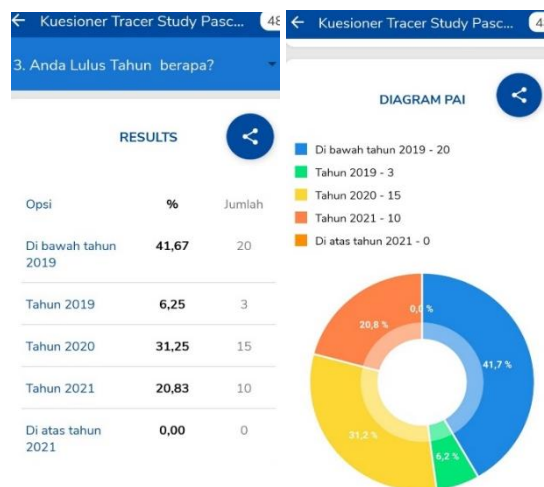 ← Kuesioner Tracer Study Pasc... 48
3. Anda Lulus Tahun berapa?
RESULTS
Opsi % Jumlah
Di bawah tahun 2019 41,67 20
Tahun 2019 6,25 3
Tahun 2020 31,25 15
Tahun 2021 20,83 10
Di atas tahun 2021 0,00 0
← Kuesioner Tracer Study Pasc...
DIAGRAM PAI
Di bawah tahun 2019 - 20
Tahun 2019 - 3
Tahun 2020 - 15
Tahun 2021 - 10
Di atas tahun 2021 - 0
0,0 %
20,8 %
41,7 %
31,2 %
6,2 %